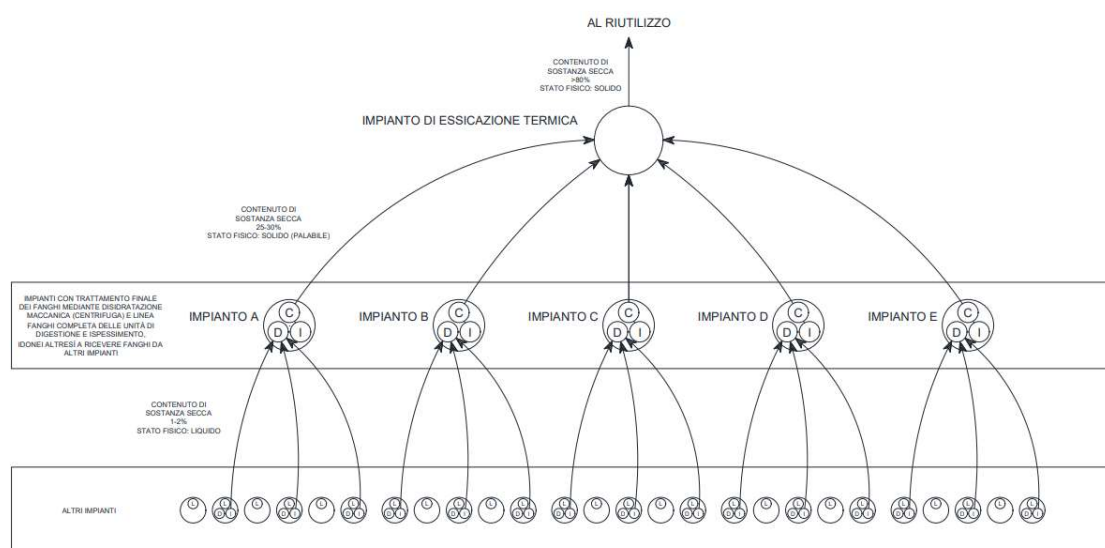 AL RIUTILIZZO
CONTENUTO DI
SOSTANZA SECCA
>80%
STATO FISICO: SOLIDO
IMPIANTO DI ESSICAZIONE TERMICA
CONTENUTO DI
SOSTANZA SECCA
25-30%
STATO FISICO: SOLIDO (PALABILE)
IMPIANTI CON TRATTAMENTO FINALE
DEI FANGHI MEDIANTE DISIDRATAZIONE
MACCANICA (CENTRIFUGA) E LINEA
FANGHI COMPLETA DELLE UNITÀ DI
DIGESTIONE E ISPESSIMENTO,
IDONEI ALTRESÌ A RICEVERE FANGHI DA
ALTRI IMPIANTI
IMPIANTO A
C
D I
IMPIANTO B
C
D I
IMPIANTO C
C
D I
IMPIANTO D
C
D I
IMPIANTO E
C
D I
CONTENUTO DI
SOSTANZA SECCA
1-2%
STATO FISICO: LIQUIDO
ALTRI IMPIANTI
L L L L L L L L L L L L L L L L L L L L L L L L L L
D I D I D I D I D I D I D I D I D I D I D I D I D I D I D I